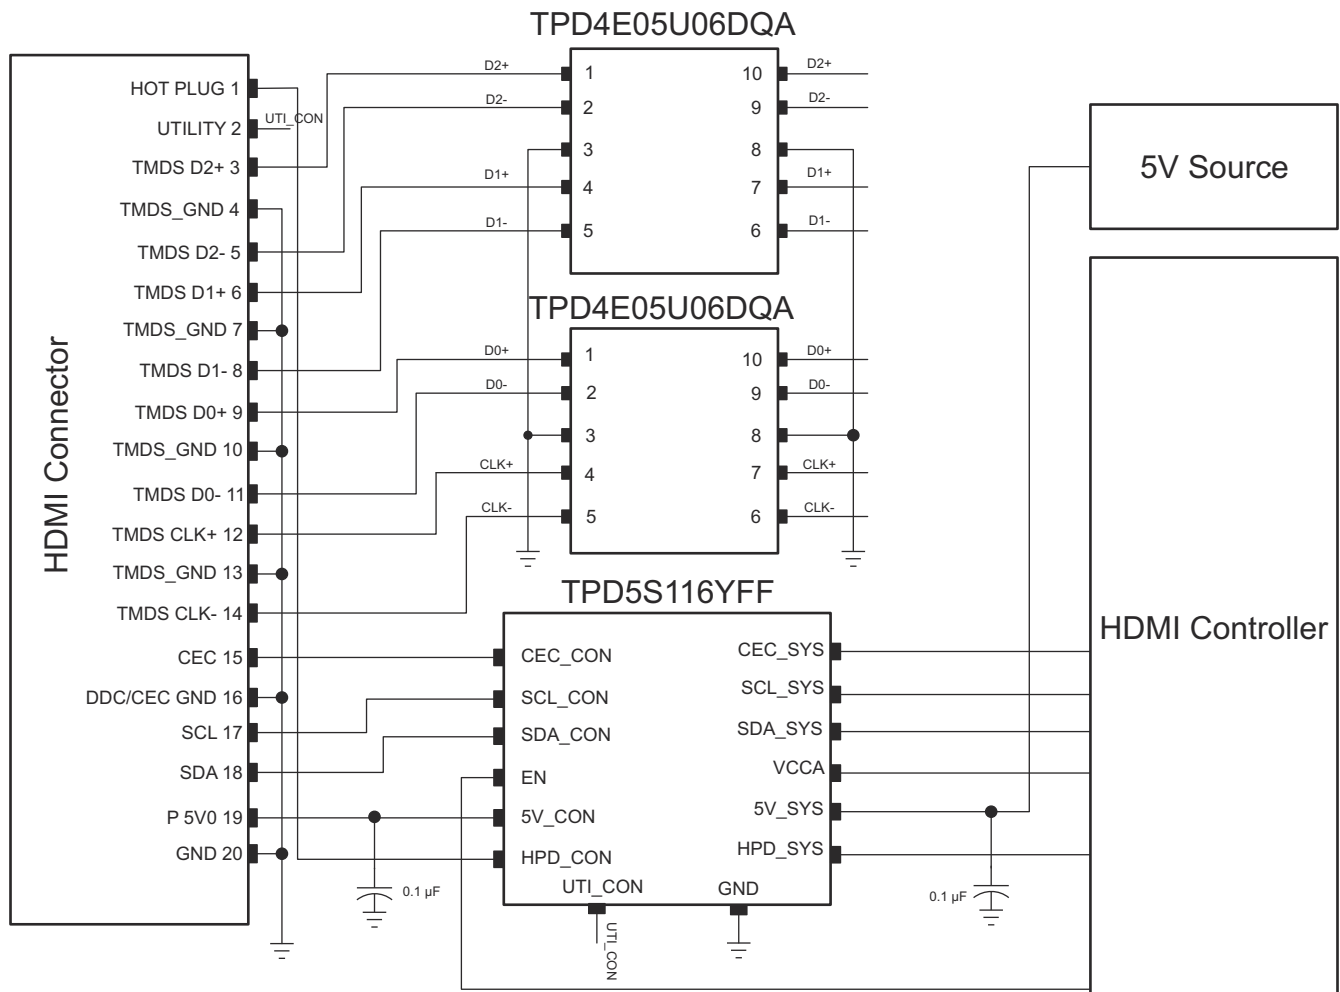 TPD4E05U06DQA
HDMI Connector
HOT PLUG 1
UTILITY 2
TMDS D2+ 3
TMDS_GND 4
TMDS D2- 5
TMDS D1+ 6
TMDS_GND 7
TMDS D1- 8
TMDS D0+ 9
TMDS_GND 10
TMDS D0- 11
TMDS CLK+ 12
TMDS_GND 13
TMDS CLK- 14
CEC 15
DDC/CEC GND 16
SCL 17
SDA 18
P 5V0 19
GND 20
UTI_CON
D2+
D2-
D1+
D1-
1
2
3
4
5
10
9
8
7
6
D2+
D2-
D1+
D1-
TPD4E05U06DQA
D0+
D0-
CLK+
CLK-
1
2
3
4
5
10
9
8
7
6
D0+
D0-
CLK+
CLK-
TPD5S116YFF
CEC_CON
SCL_CON
SDA_CON
EN
5V_CON
HPD_CON
UTI_CON
GND
CEC_SYS
SCL_SYS
SDA_SYS
VCCA
5V_SYS
HPD_SYS
0.1 µF
UTI_CON
0.1 µF
5V Source
HDMI Controller